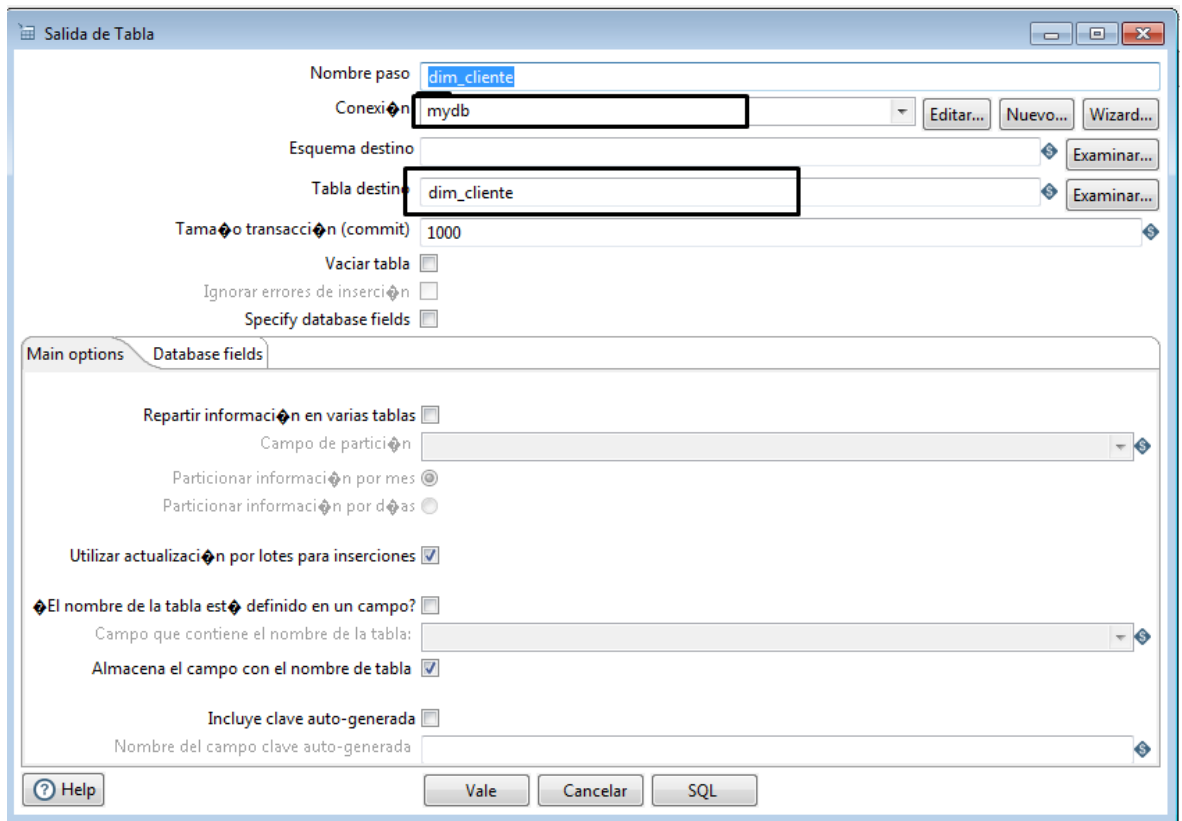 Salida de Tabla
Nombre paso dim_cliente
Conexi�n mydb Editar... Nuevo... Wizard...
Esquema destino Examinar...
Tabla destino dim_cliente Examinar...
Tama�o transacci�n (commit) 1000
Vaciar tabla
Ignorar errores de inserci�n
Specify database fields
Main options Database fields
Repartir informaci�n en varias tablas
Campo de partici�n
Particionar informaci�n por mes
Particionar informaci�n por d�as
Utilizar actualizaci�n por lotes para inserciones
�El nombre de la tabla est� definido en un campo?
Campo que contiene el nombre de la tabla:
Almacena el campo con el nombre de tabla
Incluye clave auto-generada
Nombre del campo clave auto-generada
Help Vale Cancelar SQL